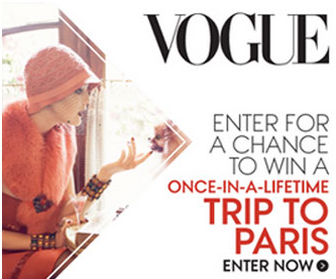 VOGUE
ENTER FOR
A CHANCE
TO WIN A
ONCE-IN-A-LIFETIME
TRIP TO
PARIS
ENTER NOW